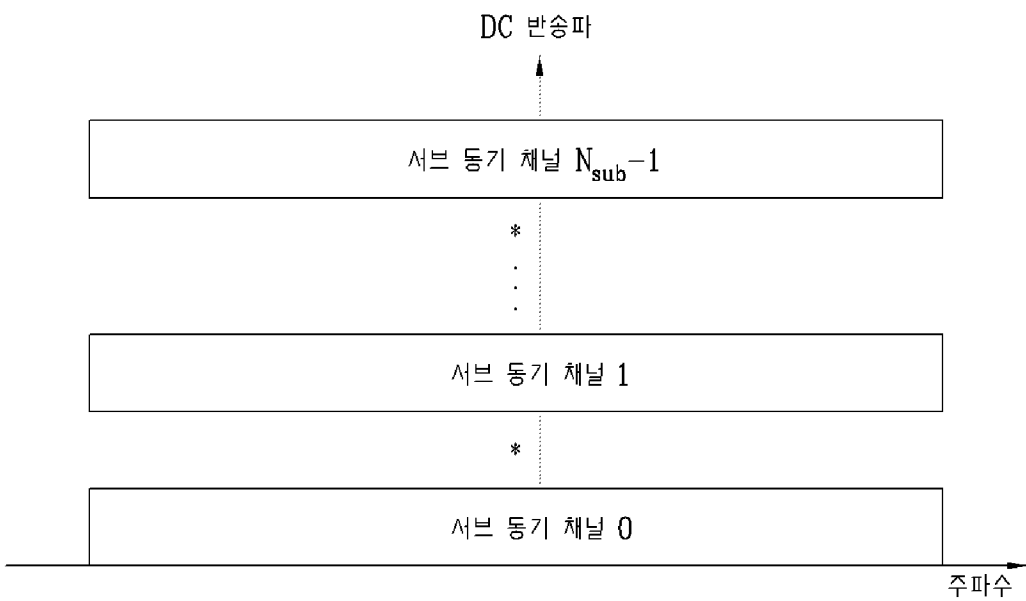 DC 반송파
서브 동기 채널 N_sub-1
*
.
.
.
서브 동기 채널 1
*
서브 동기 채널 0
주파수